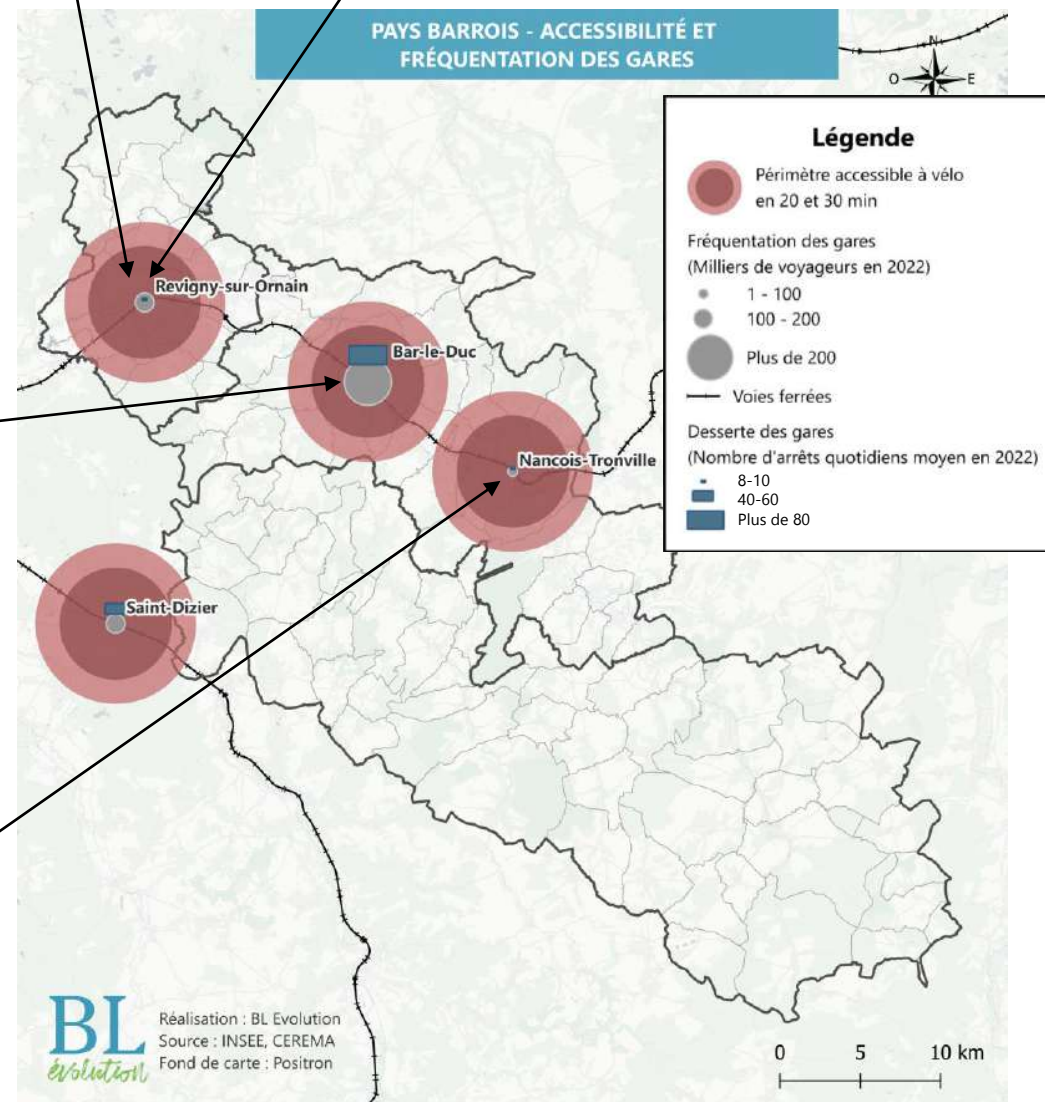 PAYS BARROIS - ACCESSIBILITÉ ET
FRÉQUENTATION DES GARES
N
O
E
Légende
Périmètre accessible à vélo
en 20 et 30 min
Fréquentation des gares
(Milliers de voyageurs en 2022)
1 - 100
100 - 200
Plus de 200
Voies ferrées
Desserte des gares
(Nombre d'arrêts quotidiens moyen en 2022)
8-10
40-60
Plus de 80
Revigny-sur-Ornain
Bar-le-Duc
Nancois-Tronville
Saint-Dizier
BL
évolution
Réalisation : BL Evolution
Source : INSEE, CEREMA
Fond de carte : Positron
0 5 10 km